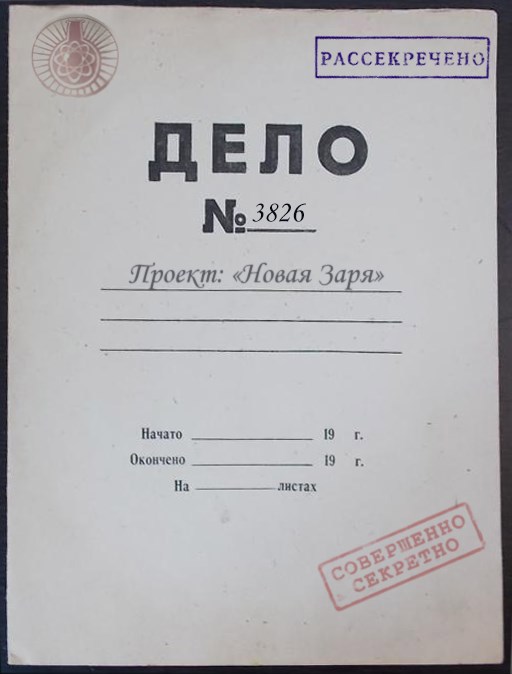 РАССЕКРЕЧЕНО
ДЕЛО
№ 3826
Проект: «Новая Заря»
Начато 19 г.
Окончено 19 г.
На листах
СОВЕРШЕННО
СЕКРЕТНО